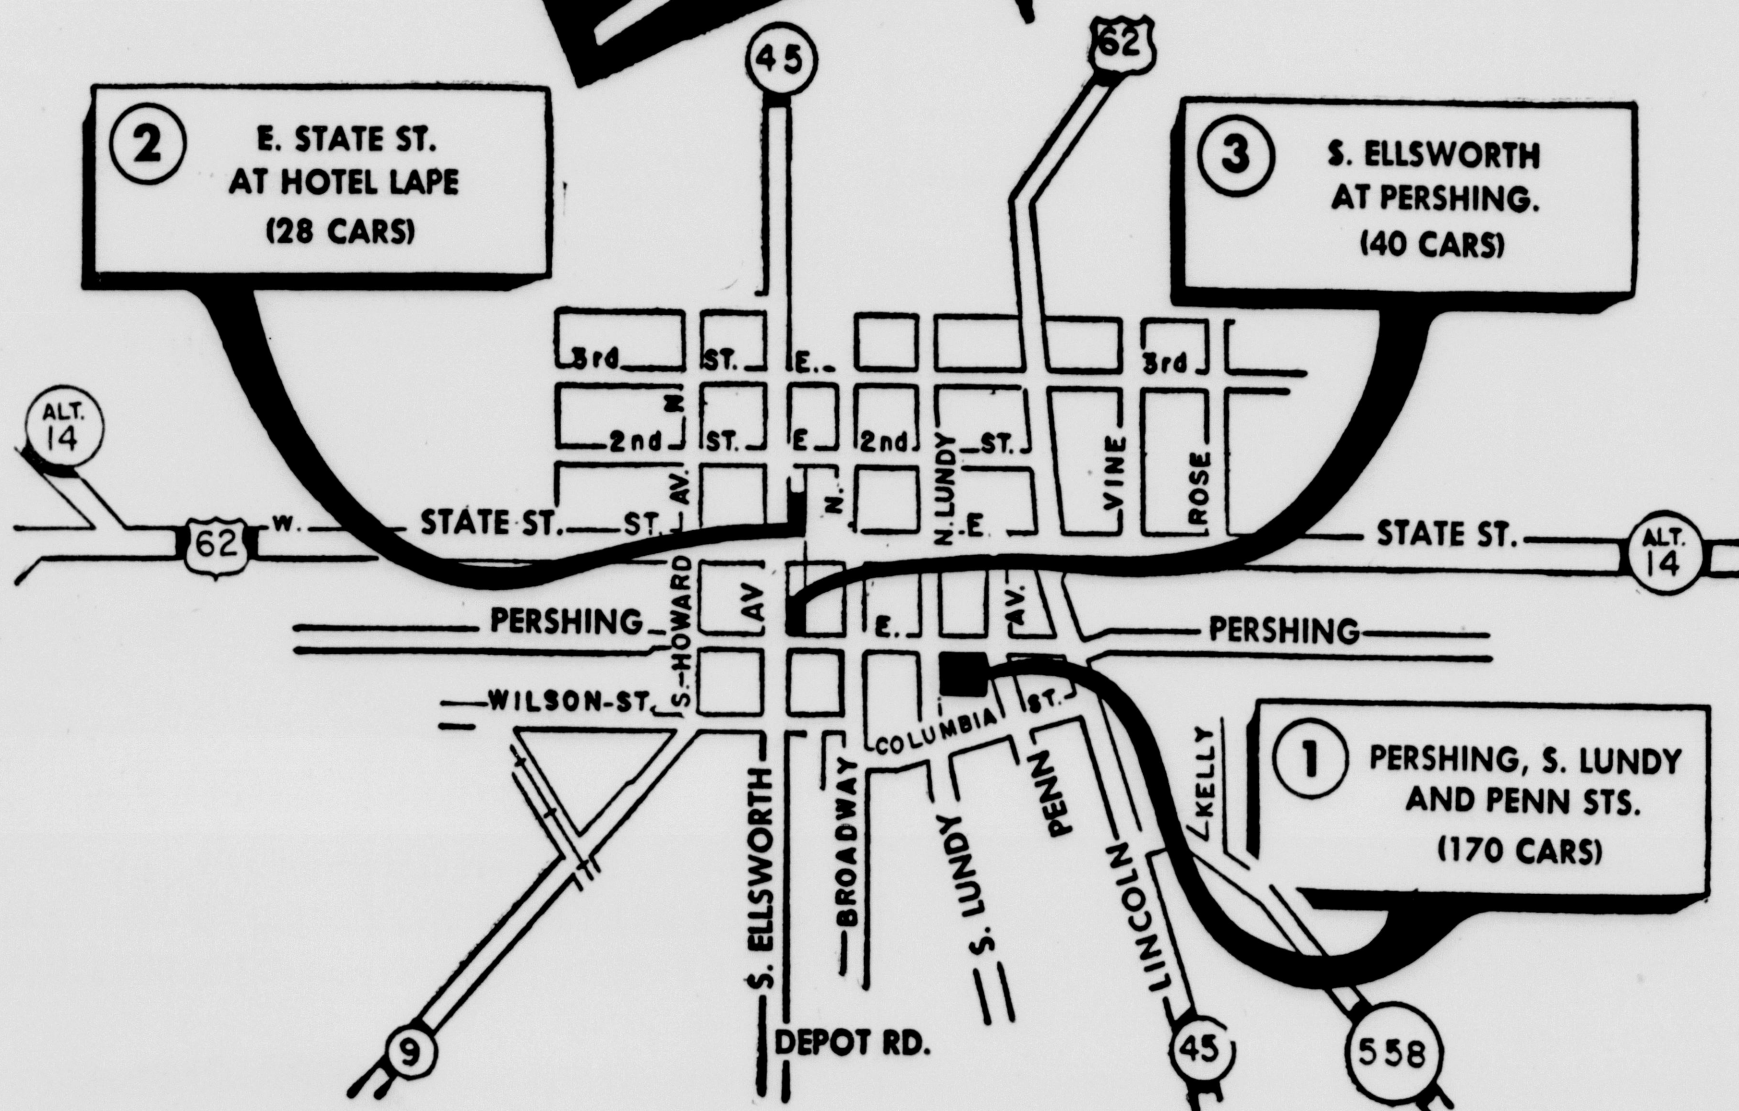 45
62
2
E. STATE ST.
AT HOTEL LAPE
(28 CARS)
3
S. ELLSWORTH
AT PERSHING.
(40 CARS)
3rd ST. E. 3rd
ALT.
14
N.
2nd ST. E 2nd ST.
AV.
N.
N. LUNDY
VINE
ROSE
62
W. STATE ST. ST. E STATE ST.
ALT.
14
S. HOWARD
AV
AV.
PERSHING E. PERSHING
WILSON-ST.
COLUMBIA ST.
1
PERSHING, S. LUNDY
AND PENN STS.
(170 CARS)
KELLY
S. ELLSWORTH
BROADWAY
S. LUNDY
PENN
LINCOLN
9
DEPOT RD.
45
558